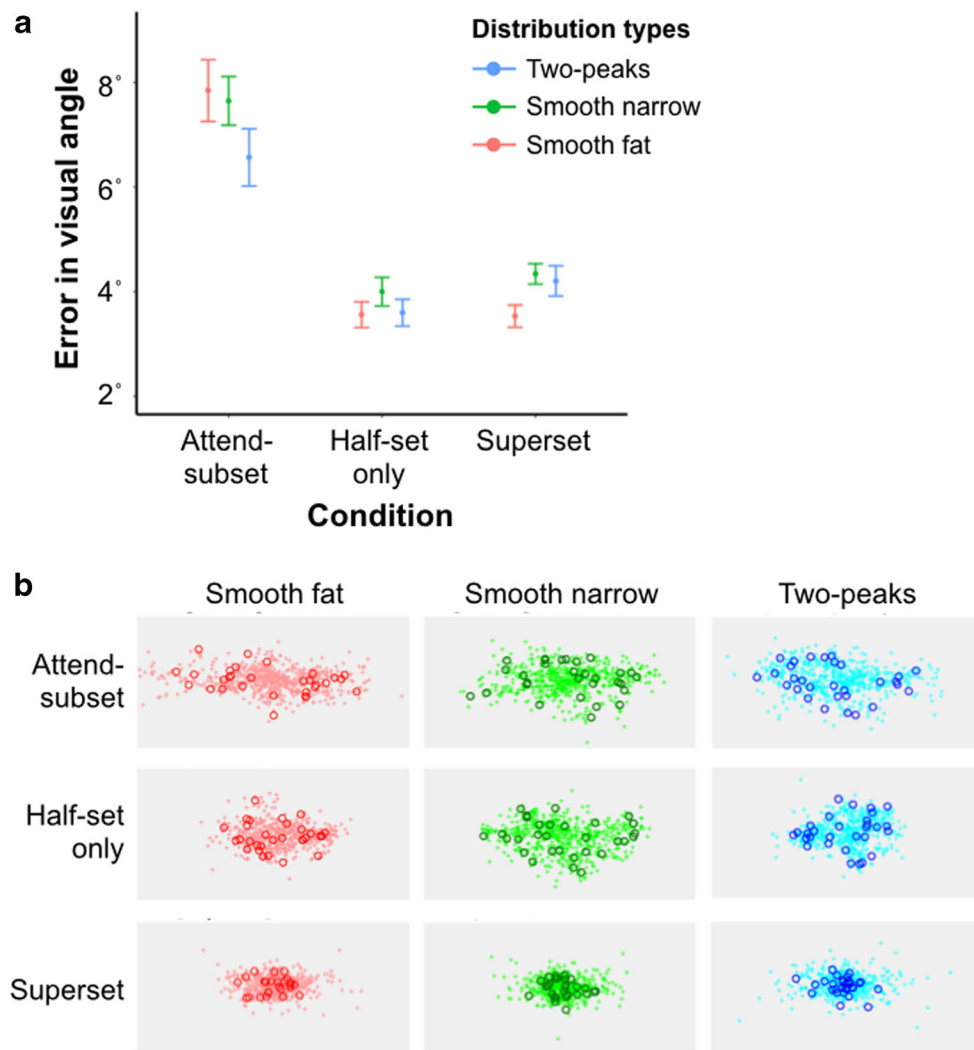 a
Distribution types
Two-peaks
Smooth narrow
Smooth fat
Error in visual angle
8°
6°
4°
2°
Attend-
subset
Half-set
only
Superset
Condition
b
Smooth fat
Smooth narrow
Two-peaks
Attend-
subset
Half-set
only
Superset